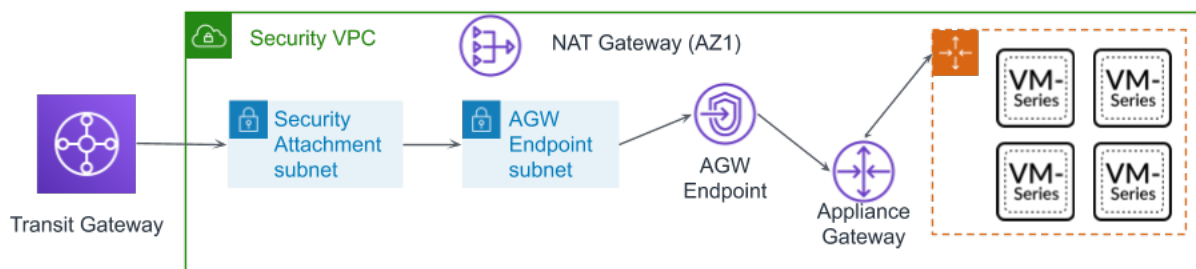 Security VPC
NAT Gateway (AZ1)
Transit Gateway
Security
Attachment
subnet
AGW
Endpoint
subnet
AGW
Endpoint
Appliance
Gateway
VM-
Series
VM-
Series
VM-
Series
VM-
Series